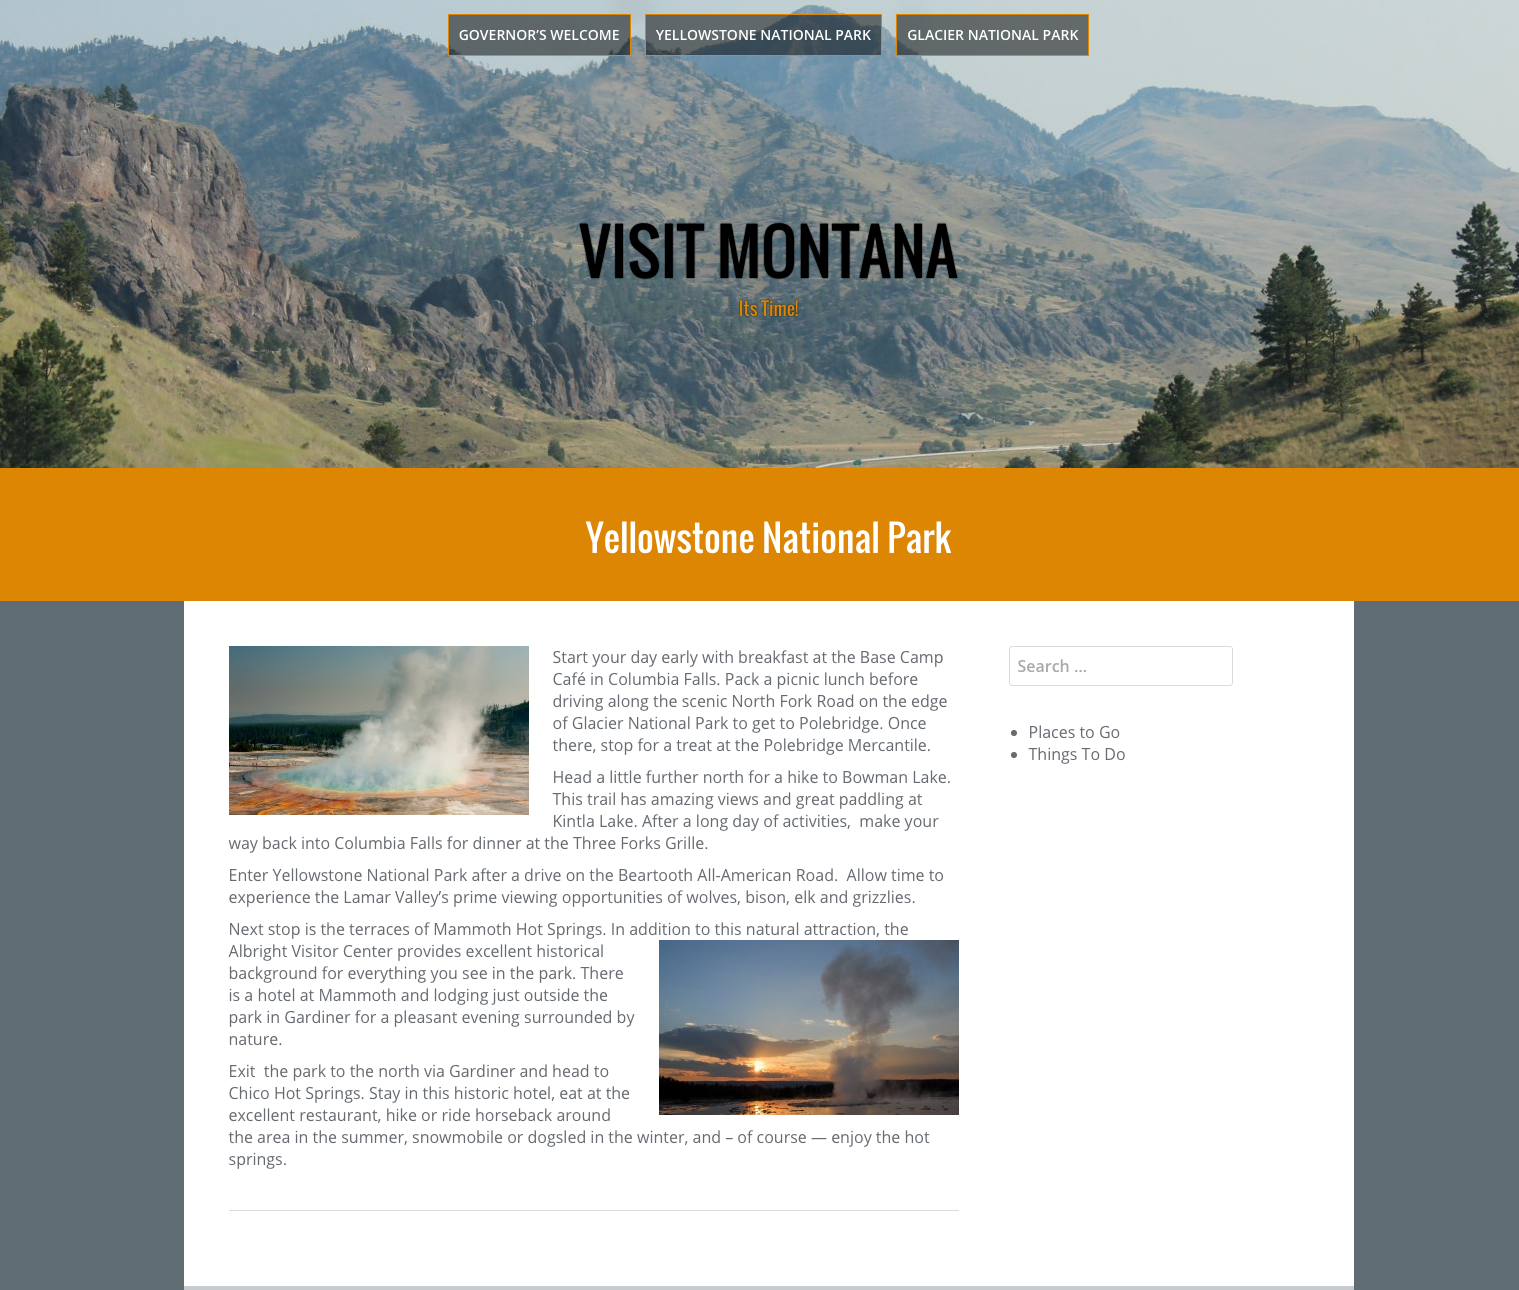 GOVERNOR’S WELCOME
YELLOWSTONE NATIONAL PARK
GLACIER NATIONAL PARK
VISIT MONTANA
Its Time!
Yellowstone National Park
Start your day early with breakfast at the Base Camp
Café in Columbia Falls. Pack a picnic lunch before
driving along the scenic North Fork Road on the edge
of Glacier National Park to get to Polebridge. Once
there, stop for a treat at the Polebridge Mercantile.
Head a little further north for a hike to Bowman Lake.
This trail has amazing views and great paddling at
Kintla Lake. After a long day of activities,  make your
way back into Columbia Falls for dinner at the Three Forks Grille.
Enter Yellowstone National Park after a drive on the Beartooth All-American Road.  Allow time to
experience the Lamar Valley’s prime viewing opportunities of wolves, bison, elk and grizzlies.
Next stop is the terraces of Mammoth Hot Springs. In addition to this natural attraction, the
Albright Visitor Center provides excellent historical
background for everything you see in the park. There
is a hotel at Mammoth and lodging just outside the
park in Gardiner for a pleasant evening surrounded by
nature.
Exit  the park to the north via Gardiner and head to
Chico Hot Springs. Stay in this historic hotel, eat at the
excellent restaurant, hike or ride horseback around
the area in the summer, snowmobile or dogsled in the winter, and – of course — enjoy the hot
springs.
Search …
Places to Go
Things To Do